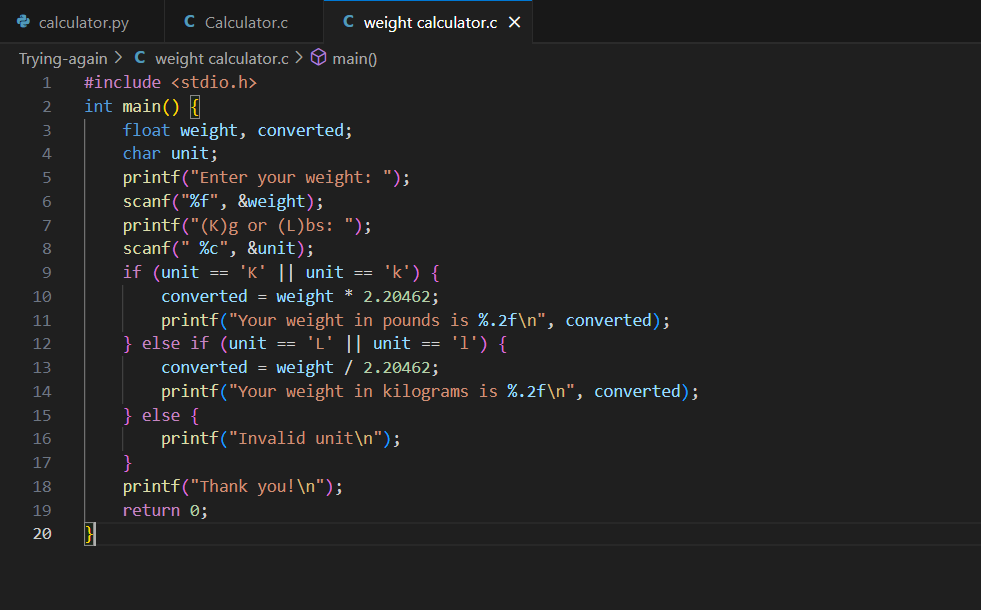 calculator.py C Calculator.c C weight calculator.c ×
Trying-again > C weight calculator.c > main()
1 #include <stdio.h>
2 int main() {
3     float weight, converted;
4     char unit;
5     printf("Enter your weight: ");
6     scanf("%f", &weight);
7     printf("(K)g or (L)bs: ");
8     scanf(" %c", &unit);
9     if (unit == 'K' || unit == 'k') {
10         converted = weight * 2.20462;
11         printf("Your weight in pounds is %.2f\n", converted);
12     } else if (unit == 'L' || unit == 'l') {
13         converted = weight / 2.20462;
14         printf("Your weight in kilograms is %.2f\n", converted);
15     } else {
16         printf("Invalid unit\n");
17     }
18     printf("Thank you!\n");
19     return 0;
20 }